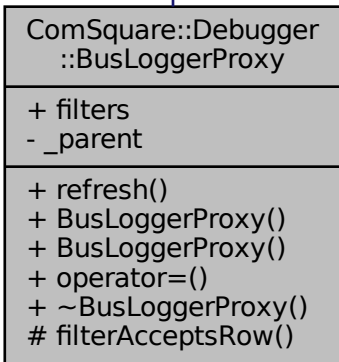 ComSquare::Debugger
::BusLoggerProxy
+ filters
- _parent
+ refresh()
+ BusLoggerProxy()
+ BusLoggerProxy()
+ operator=()
+ ~BusLoggerProxy()
# filterAcceptsRow()